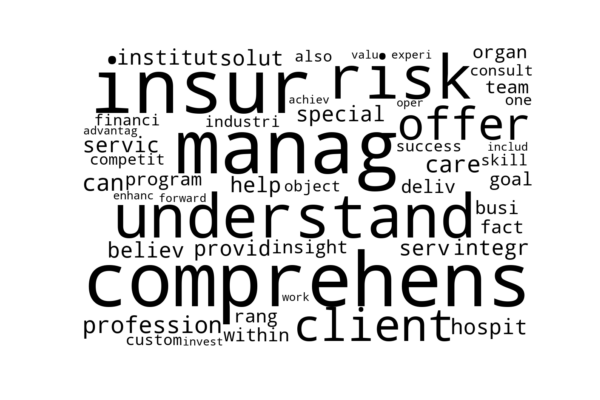 institut solut also valu experi organ
insur risk consult
achiev team
financi industri special oper one
advantag manag offer
servic success includ
competit care skill
can program help object deliv goal
enhanc forward understand busi
fact
believ provid insight serv integr
comprehens
work
profession rang client hospit
custom invest within